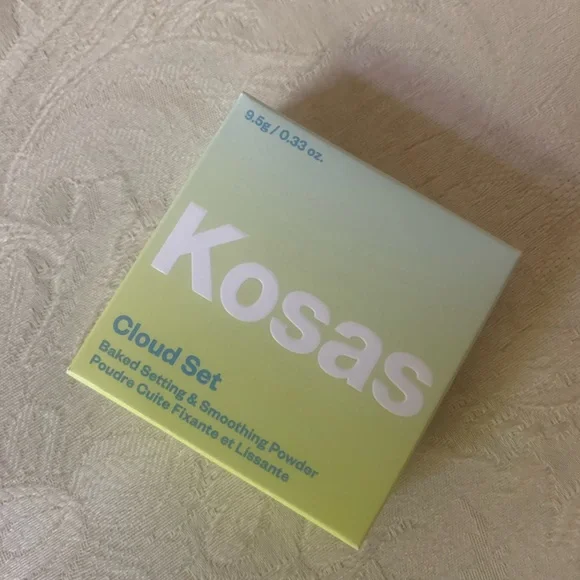 9.5g / 0.33 oz.
Kosas
Cloud Set
Baked Setting & Smoothing Powder
Poudre Cuite Fixante et Lissante